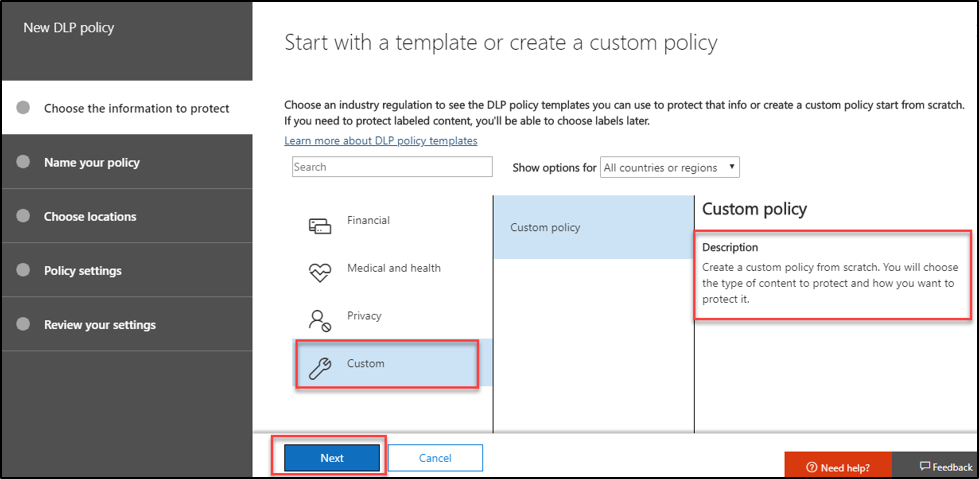 New DLP policy
Choose the information to protect
Name your policy
Choose locations
Policy settings
Review your settings
Start with a template or create a custom policy
Choose an industry regulation to see the DLP policy templates you can use to protect that info or create a custom policy start from scratch.
If you need to protect labeled content, you'll be able to choose labels later.
Learn more about DLP policy templates
Search
Show options for All countries or regions
Financial
Medical and health
Privacy
Custom
Custom policy
Custom policy
Description
Create a custom policy from scratch. You will choose
the type of content to protect and how you want to
protect it.
Next
Cancel
Need help?
Feedback